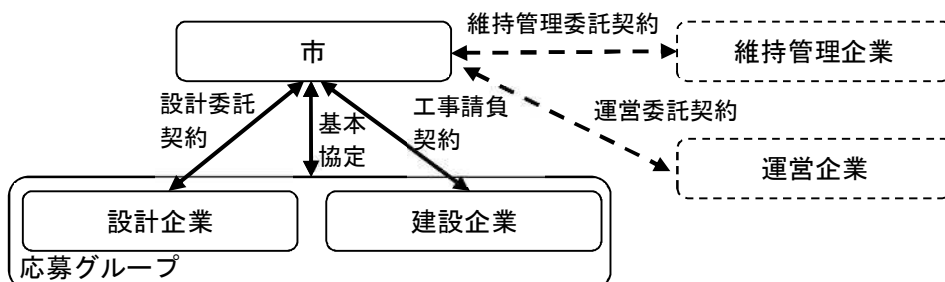 維持管理委託契約
市
維持管理企業
設計委託
契約
基本
協定
工事請負
契約
運営委託契約
運営企業
設計企業
建設企業
応募グループ